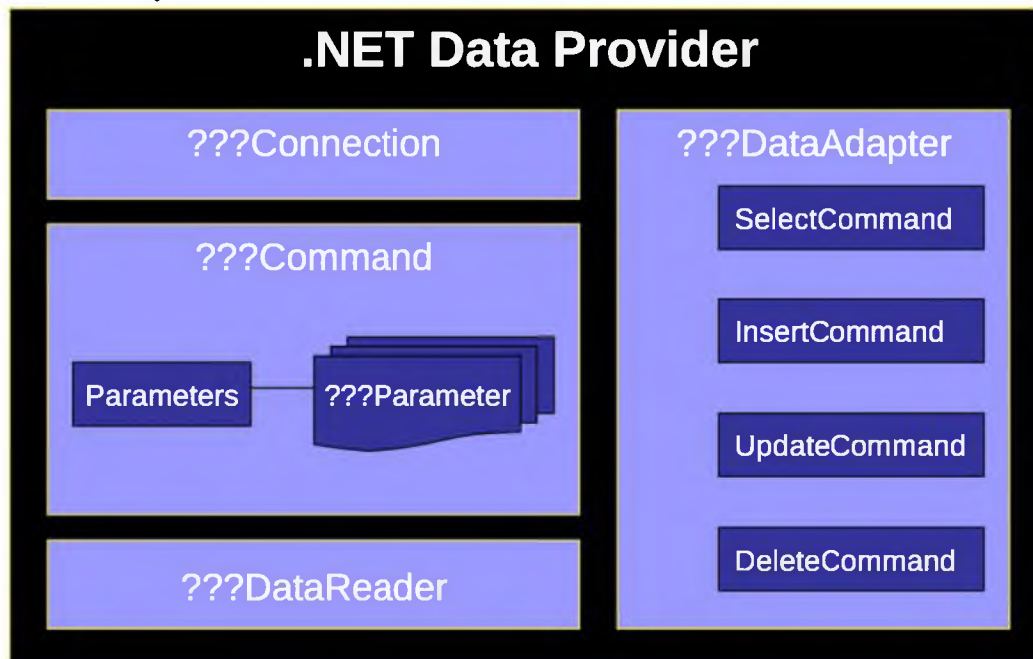 .NET Data Provider
???Connection
???Command
Parameters
???Parameter
???DataReader
???DataAdapter
SelectCommand
InsertCommand
UpdateCommand
DeleteCommand